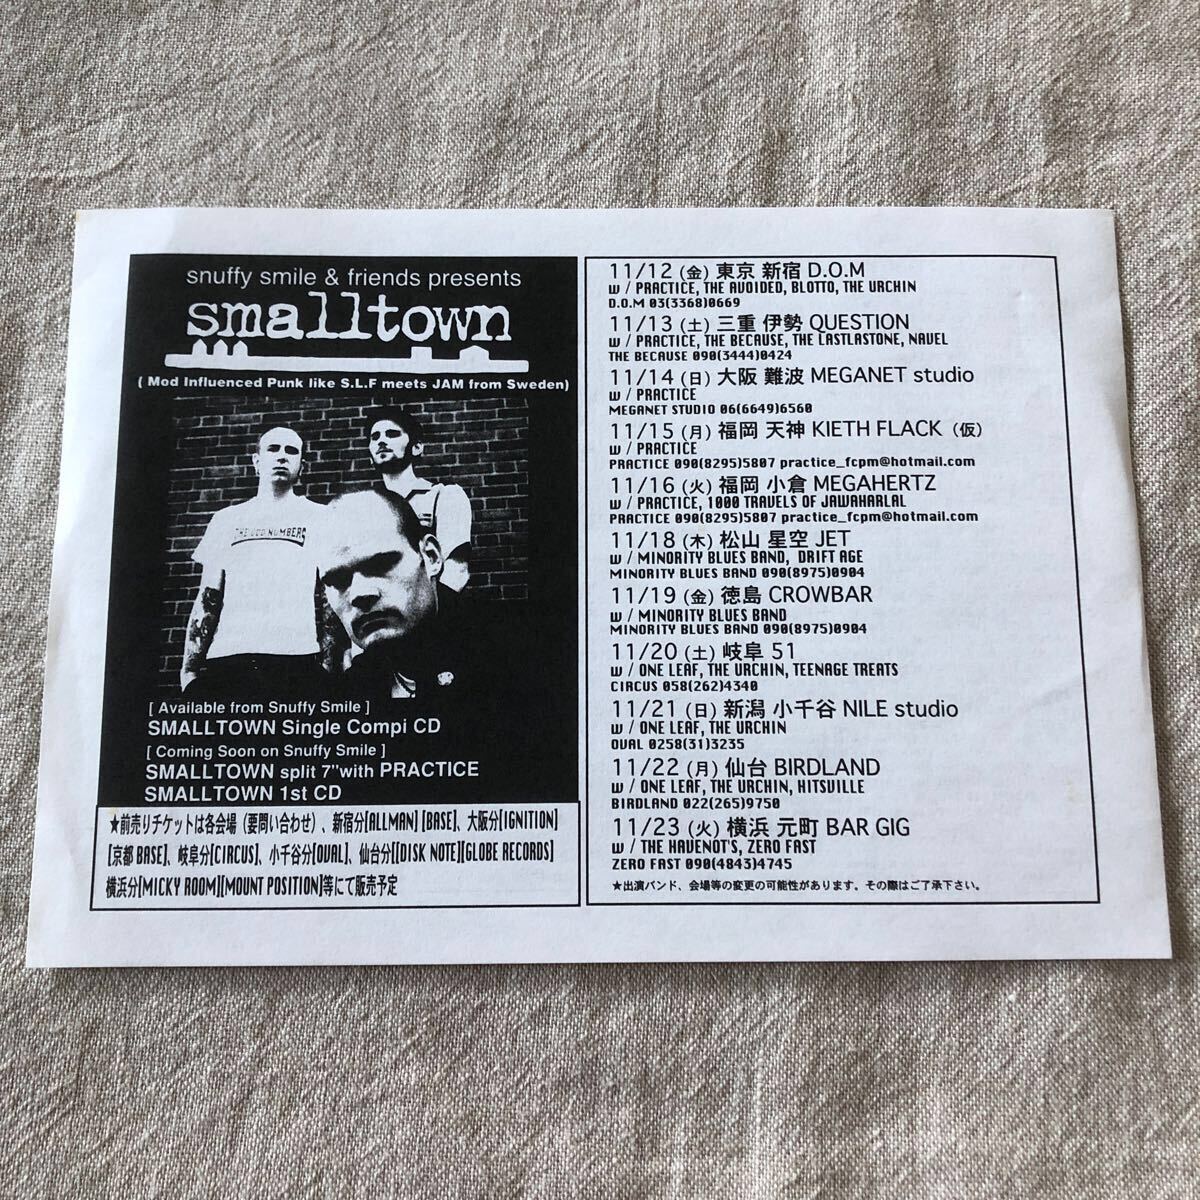 snuffy smile & friends presents
smalltown
( Mod Influenced Punk like S.L.F meets JAM from Sweden)
THE ODD NUMBERS
[ Available from Snuffy Smile ]
SMALLTOWN Single Compi CD
[ Coming Soon on Snuffy Smile ]
SMALLTOWN split 7"with PRACTICE
SMALLTOWN 1st CD
★前売りチケットは各会場（要問い合わせ）、新宿分[ALLMAN] [BASE]、大阪分[IGNITION]
[京都 BASE]、岐阜分[CIRCUS]、小千谷分[OVAL]、仙台分[[DISK NOTE][GLOBE RECORDS]
横浜分[MICKY ROOM][MOUNT POSITION]等にて販売予定
11/12 (金) 東京 新宿 D.O.M
w / PRACTICE, THE AVOIDED, BLOTTO, THE URCHIN
D.O.M 03(3368)0669
11/13 (土) 三重 伊勢 QUESTION
w / PRACTICE, THE BECAUSE, THE LASTLASTONE, NAVEL
THE BECAUSE 090(3444)0424
11/14 (日) 大阪 難波 MEGANET studio
w / PRACTICE
MEGANET STUDIO 06(6649)6560
11/15 (月) 福岡 天神 KIETH FLACK（仮）
w / PRACTICE
PRACTICE 090(8295)5807 practice_fcpm@hotmail.com
11/16 (火) 福岡 小倉 MEGAHERTZ
w / PRACTICE, 1000 TRAVELS OF JAWAHARLAL
PRACTICE 090(8295)5807 practice_fcpm@hotmail.com
11/18 (木) 松山 星空 JET
w / MINORITY BLUES BAND, DRIFT AGE
MINORITY BLUES BAND 090(8975)0904
11/19 (金) 徳島 CROWBAR
w / MINORITY BLUES BAND
MINORITY BLUES BAND 090(8975)0904
11/20 (土) 岐阜 51
w / ONE LEAF, THE URCHIN, TEENAGE TREATS
CIRCUS 058(262)4340
11/21 (日) 新潟 小千谷 NILE studio
w / ONE LEAF, THE URCHIN
OVAL 0258(31)3235
11/22 (月) 仙台 BIRDLAND
w / ONE LEAF, THE URCHIN, HITSVILLE
BIRDLAND 022(265)9750
11/23 (火) 横浜 元町 BAR GIG
w / THE HAVENOT'S, ZERO FAST
ZERO FAST 090(4843)4745
★出演バンド、会場等の変更の可能性があります。その際はご了承下さい。